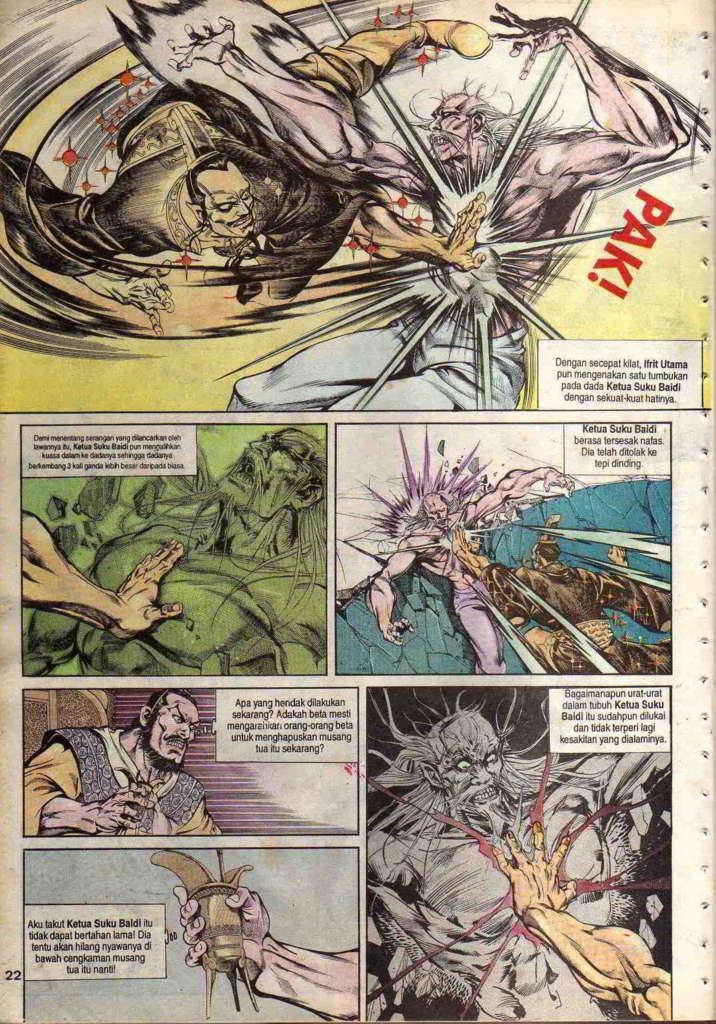 PAK!
Dengan secepat kilat, Ifrit Utama
pun mengenakan satu tumbukan
pada dada Ketua Suku Baidi
dengan sekuat-kuat hatinya.
Demi menentang serangan yang dilancarkan oleh
lawannya itu, Ketua Suku Baidi pun mengalihkan
kuasa dalam ke dadanya sehingga dadanya
berkembang 3 kali ganda lebih besar daripada biasa.
Ketua Suku Baidi
berasa tersesak nafas.
Dia telah ditolak ke
tepi dinding.
Apa yang hendak dilakukan
sekarang? Adakah beta mesti
mengarahkan orang-orang beta
untuk menghapuskan musang
tua itu sekarang?
Bagaimanapun urat-urat
dalam tubuh Ketua Suku
Baidi itu sudahpun dilukai
dan tidak terperi lagi
kesakitan yang dialaminya.
Aku takut Ketua Suku Baidi itu
tidak dapat bertahan lama! Dia
tentu akan hilang nyawanya di
bawah cengkaman musang
tua itu nanti!
22